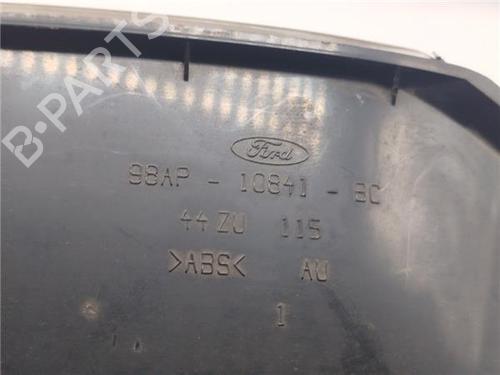 B-PARTS
Ford
98AP - 10841 - BC
44 ZU 115
>ABS< AU
1